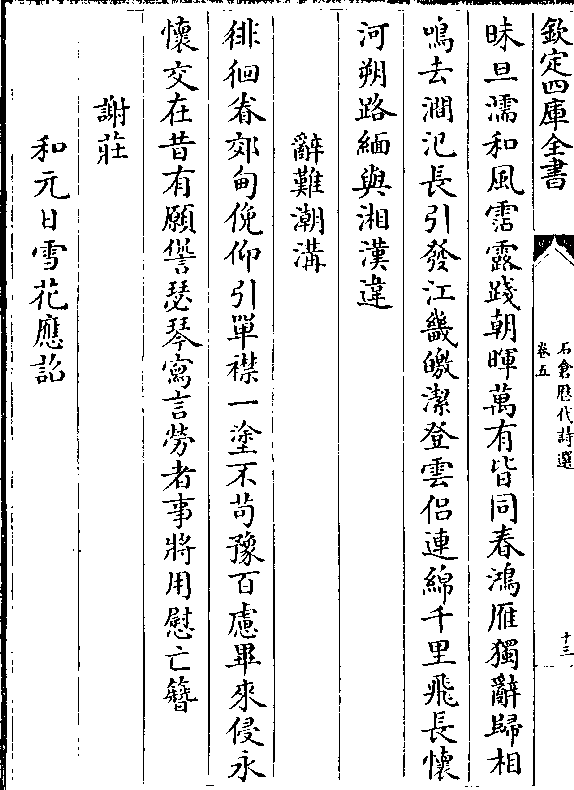 欽定四庫全書
石倉厯代詩選
卷五
十三
昧旦濡和風霑露踐朝暉萬有皆同春鴻雁獨辭歸相
鳴去澗汜長引發江畿皦潔登雲侶連綿千里飛長懷
河朔路緬與湘漢違
辭難潮溝
徘徊眷郊甸俛仰引單襟一塗不苟豫百慮畢來侵永
懷交在昔有願諐瑟琴寫言勞者事將用慰亡簪
謝莊
和元日雪花應詔